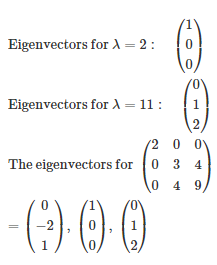 Eigenvectors for λ = 2 : (1 0 0)
Eigenvectors for λ = 11 : (0 1 2)
The eigenvectors for (2 0 0
0 3 4
0 4 9)
= (0 −2 1), (1 0 0), (0 1 2)